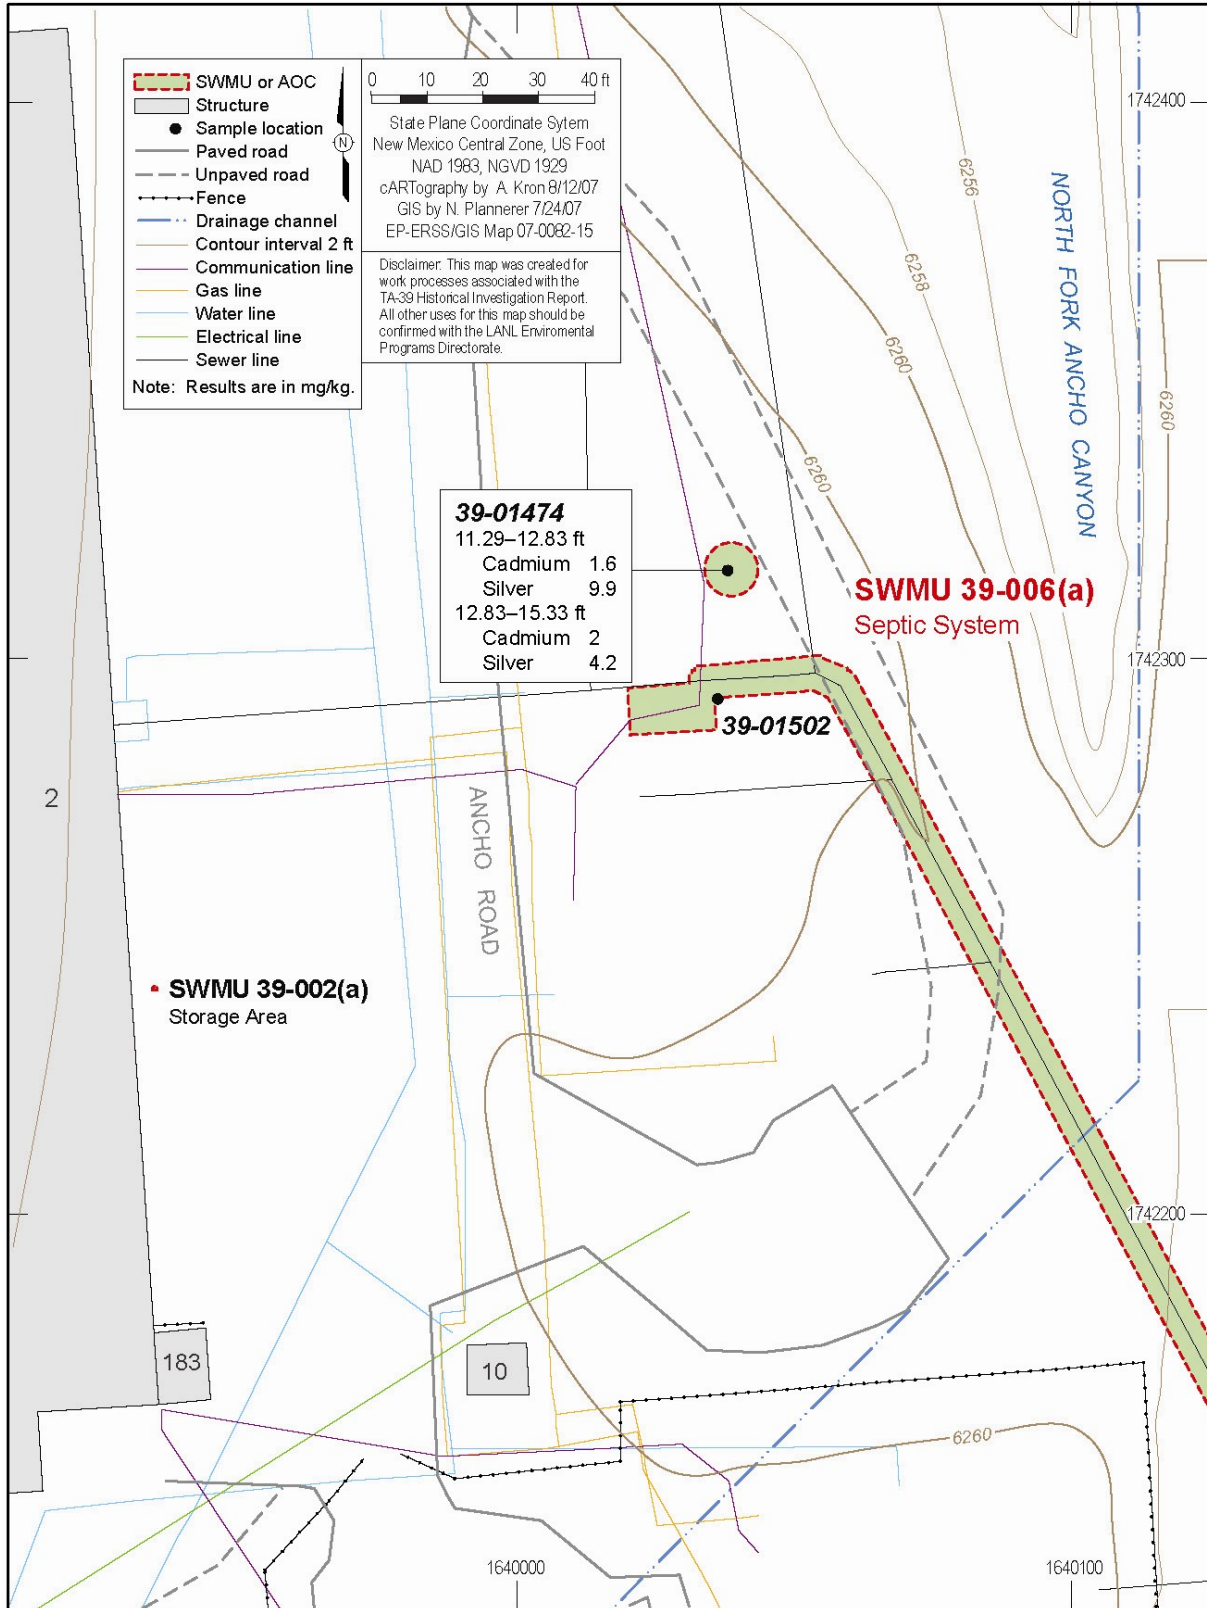 SWMU or AOC
Structure
Sample location
Paved road
Unpaved road
Fence
Drainage channel
Contour interval 2 ft
Communication line
Gas line
Water line
Electrical line
Sewer line
Note: Results are in mg/kg.
N
0 10 20 30 40 ft
State Plane Coordinate Sytem
New Mexico Central Zone, US Foot
NAD 1983, NGVD 1929
cARTography by A. Kron 8/12/07
GIS by N. Plannerer 7/24/07
EP-ERSS/GIS Map 07-0082-15
Disclaimer: This map was created for
work processes associated with the
TA-39 Historical Investigation Report.
All other uses for this map should be
confirmed with the LANL Enviromental
Programs Directorate.
1742400
6256
6258
6260
6260
6260
NORTH FORK ANCHO CANYON
39-01474
11.29–12.83 ft
Cadmium 1.6
Silver 9.9
12.83–15.33 ft
Cadmium 2
Silver 4.2
SWMU 39-006(a)
Septic System
1742300
39-01502
2
ANCHO ROAD
SWMU 39-002(a)
Storage Area
1742200
183
10
6260
1640000
1640100